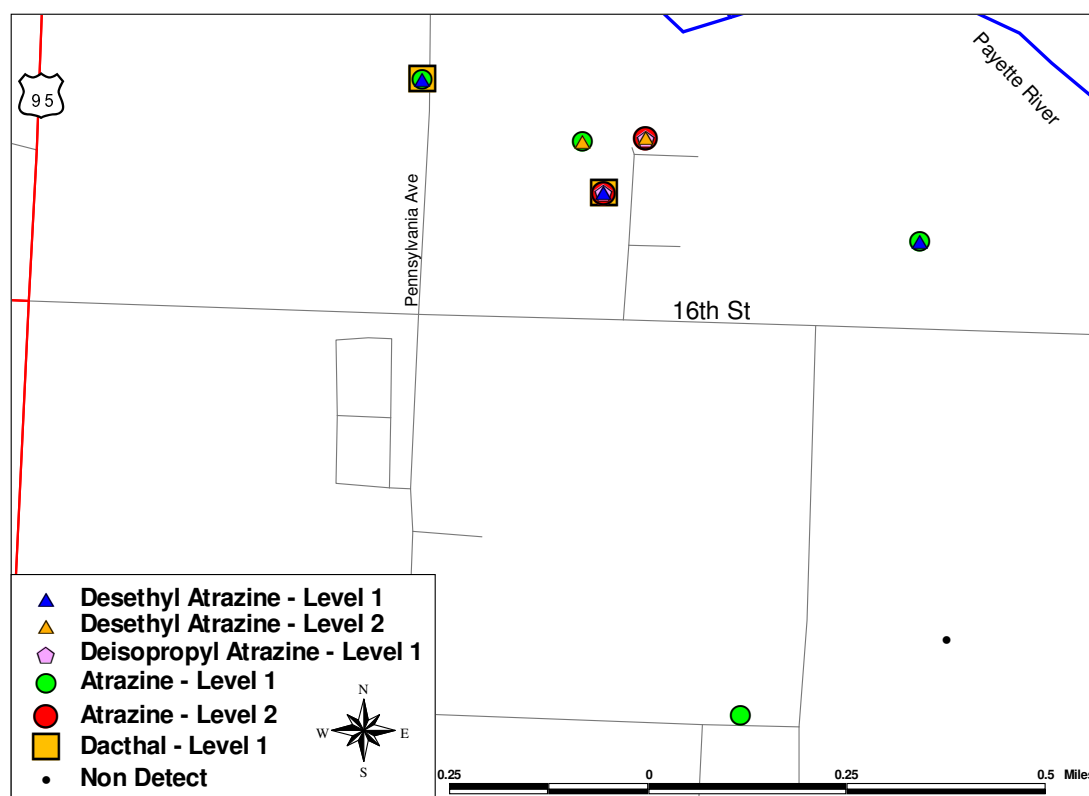 Payette River
95
Pennsylvania Ave
16th St
Desethyl Atrazine - Level 1
Desethyl Atrazine - Level 2
Deisopropyl Atrazine - Level 1
Atrazine - Level 1
Atrazine - Level 2
Dacthal - Level 1
Non Detect
N
W E
S
0.25 0 0.25 0.5 Miles